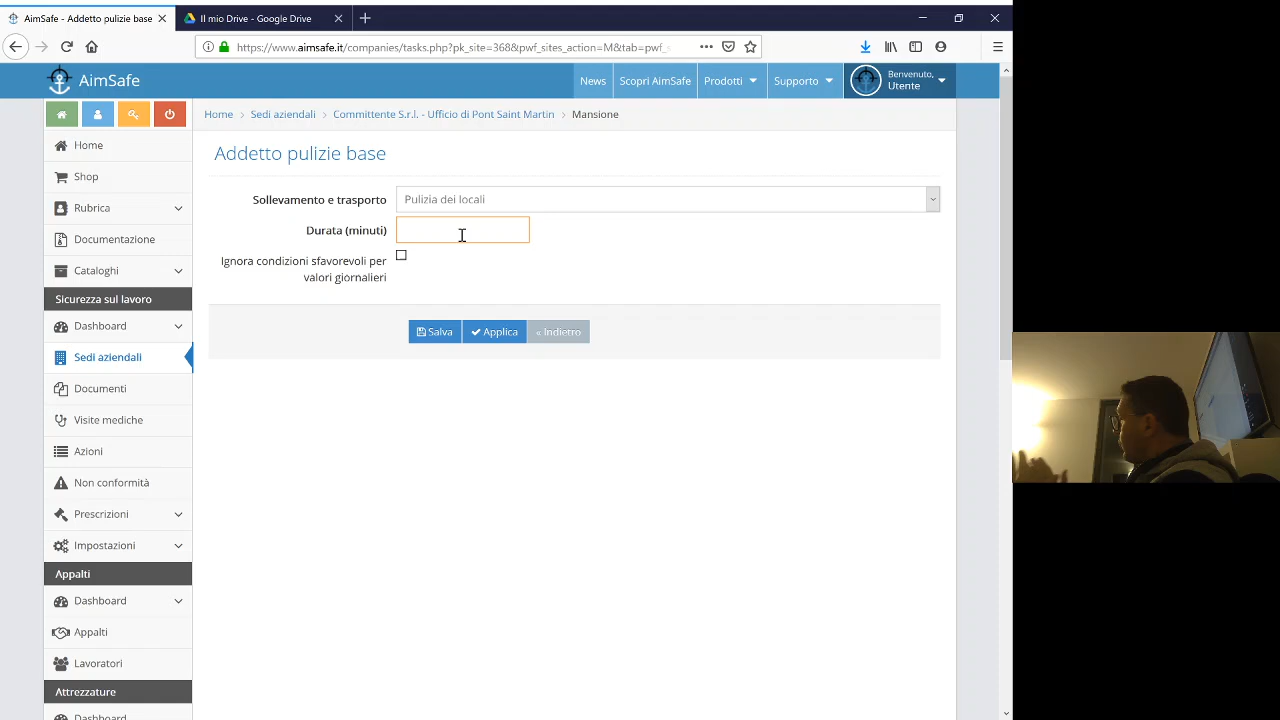 AimSafe - Addetto pulizie base
Il mio Drive - Google Drive
https://www.aimsafe.it/companies/tasks.php?pk_site=368&pwf_sites_action=M&tab=pwf_s
AimSafe
News
Scopri AimSafe
Prodotti
Supporto
Benvenuto,
Utente
Home > Sedi aziendali > Committente S.r.l. - Ufficio di Pont Saint Martin > Mansione
Home
Shop
Rubrica
Documentazione
Cataloghi
Sicurezza sul lavoro
Dashboard
Sedi aziendali
Documenti
Visite mediche
Azioni
Non conformità
Prescrizioni
Impostazioni
Appalti
Dashboard
Appalti
Lavoratori
Attrezzature
Dashboard
Addetto pulizie base
Sollevamento e trasporto
Pulizia dei locali
Durata (minuti)
Ignora condizioni sfavorevoli per
valori giornalieri
Salva
Applica
« Indietro